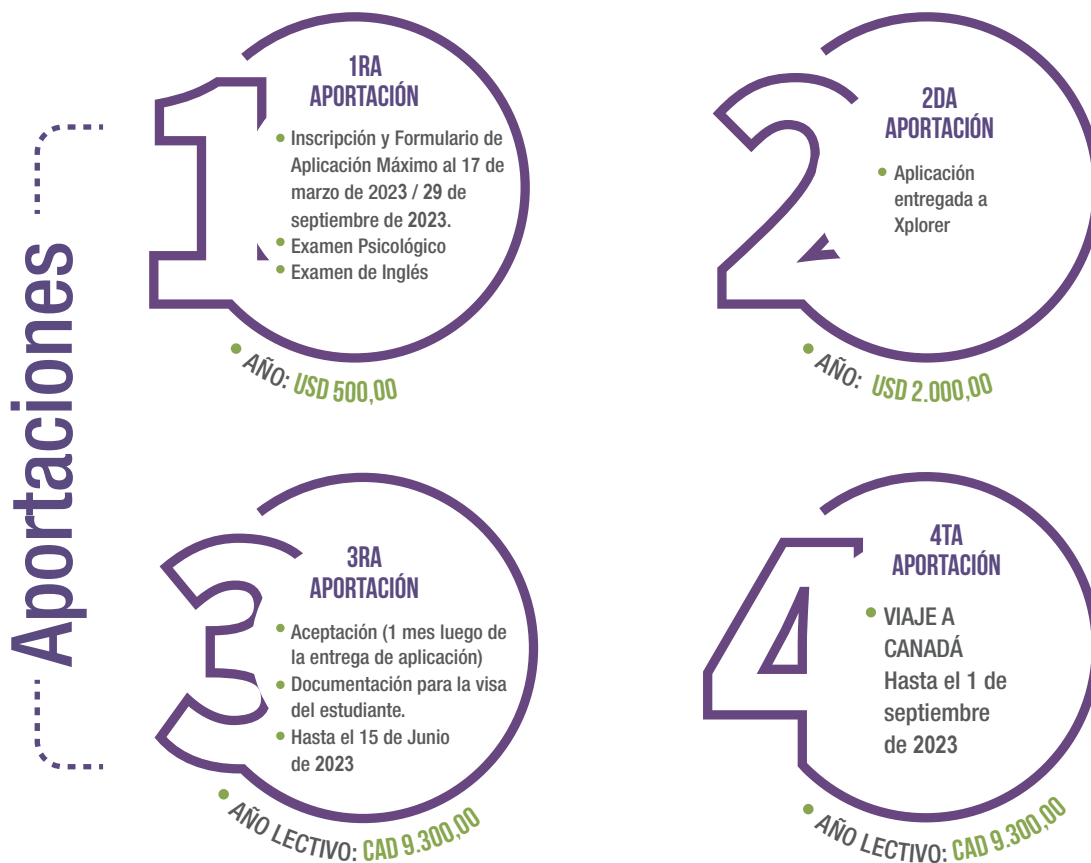 Aportaciones
1
1RA
APORTACIÓN
• Inscripción y Formulario de
Aplicación Máximo al 17 de
marzo de 2023 / 29 de
septiembre de 2023.
• Examen Psicológico
• Examen de Inglés
• AÑO: USD 500,00
2
2DA
APORTACIÓN
• Aplicación
entregada a
Xplorer
• AÑO: USD 2.000,00
3
3RA
APORTACIÓN
• Aceptación (1 mes luego de
la entrega de aplicación)
• Documentación para la visa
del estudiante.
• Hasta el 15 de Junio
de 2023
• AÑO LECTIVO: CAD 9.300,00
4
4TA
APORTACIÓN
• VIAJE A
CANADÁ
Hasta el 1 de
septiembre
de 2023
• AÑO LECTIVO: CAD 9.300,00